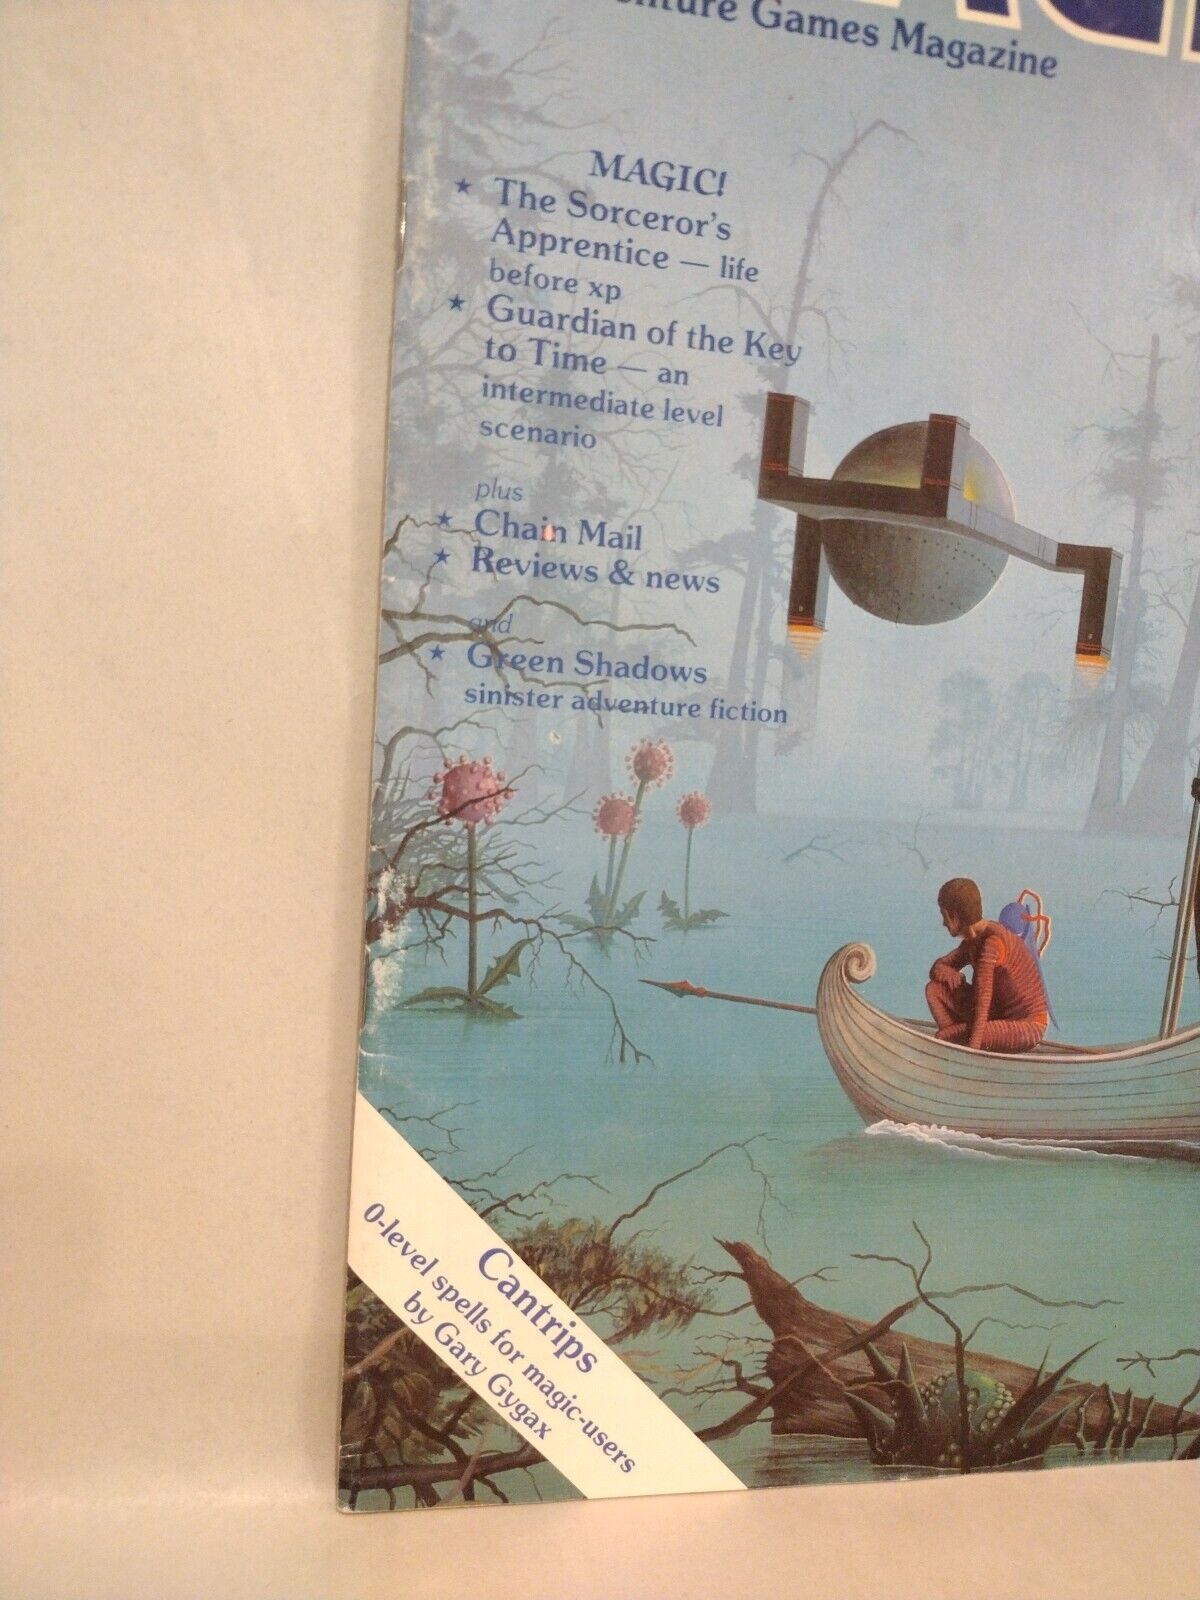 Games Magazine
MAGIC!
★ The Sorceror's
Apprentice — life
before xp
★ Guardian of the Key
to Time — an
intermediate level
scenario
plus
★ Chain Mail
★ Reviews & news
and
★ Green Shadows
sinister adventure fiction
Cantrips
0-level spells for magic-users
by Gary Gygax